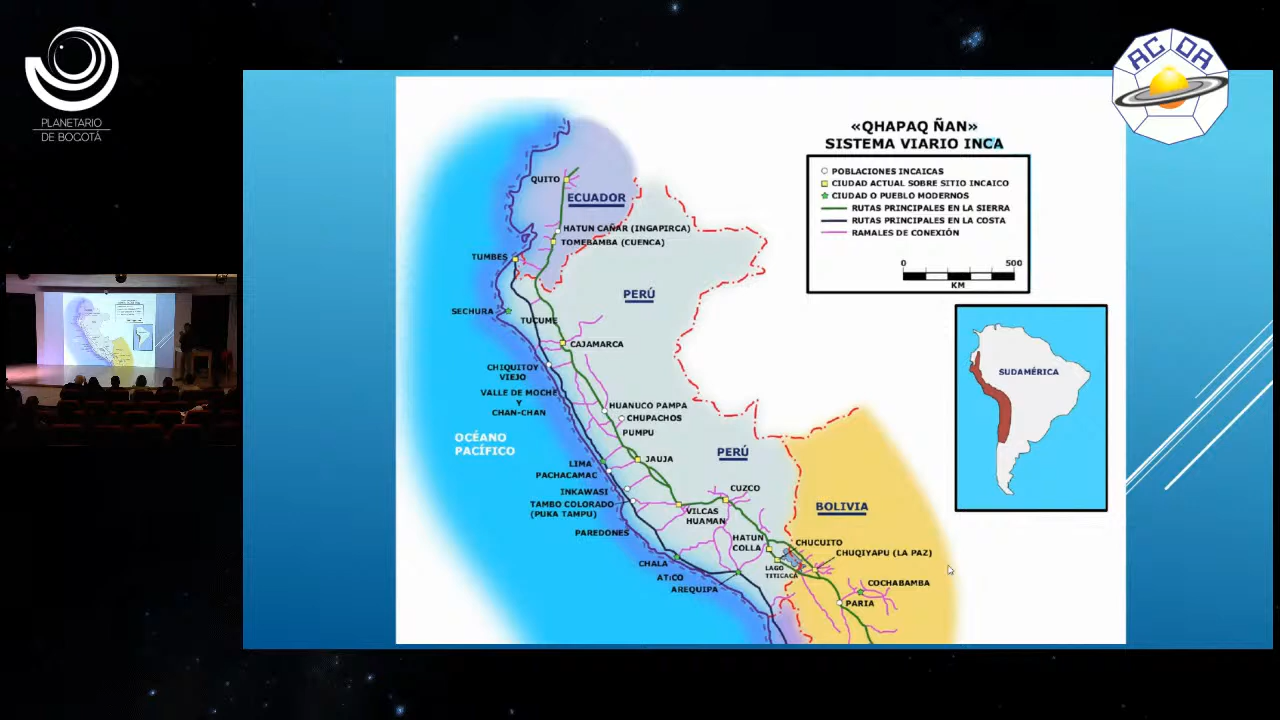 PLANETARIO
DE BOGOTÁ
ACDA
«QHAPAQ ÑAN»
SISTEMA VIARIO INCA
POBLACIONES INCAICAS
CIUDAD ACTUAL SOBRE SITIO INCAICO
CIUDAD O PUEBLO MODERNOS
RUTAS PRINCIPALES EN LA SIERRA
RUTAS PRINCIPALES EN LA COSTA
RAMALES DE CONEXIÓN
0 500
KM
SUDAMÉRICA
QUITO
ECUADOR
HATUN CAÑAR (INGAPIRCA)
TOMEBAMBA (CUENCA)
TUMBES
PERÚ
SECHURA
TUCUME
CAJAMARCA
CHIQUITOY
VIEJO
VALLE DE MOCHE
Y
CHAN-CHAN
HUANUCO PAMPA
CHUPACHOS
PUMPU
OCÉANO
PACÍFICO
PERÚ
JAUJA
LIMA
PACHACAMAC
CUZCO
INKAWASI
TAMBO COLORADO
(PUKA TAMPU)
VILCAS
HUAMAN
BOLIVIA
PAREDONES
HATUN
COLLA
CHUCUITO
CHUQIYAPU (LA PAZ)
CHALA
LAGO
TITICACA
ATICO
AREQUIPA
COCHABAMBA
PARIA